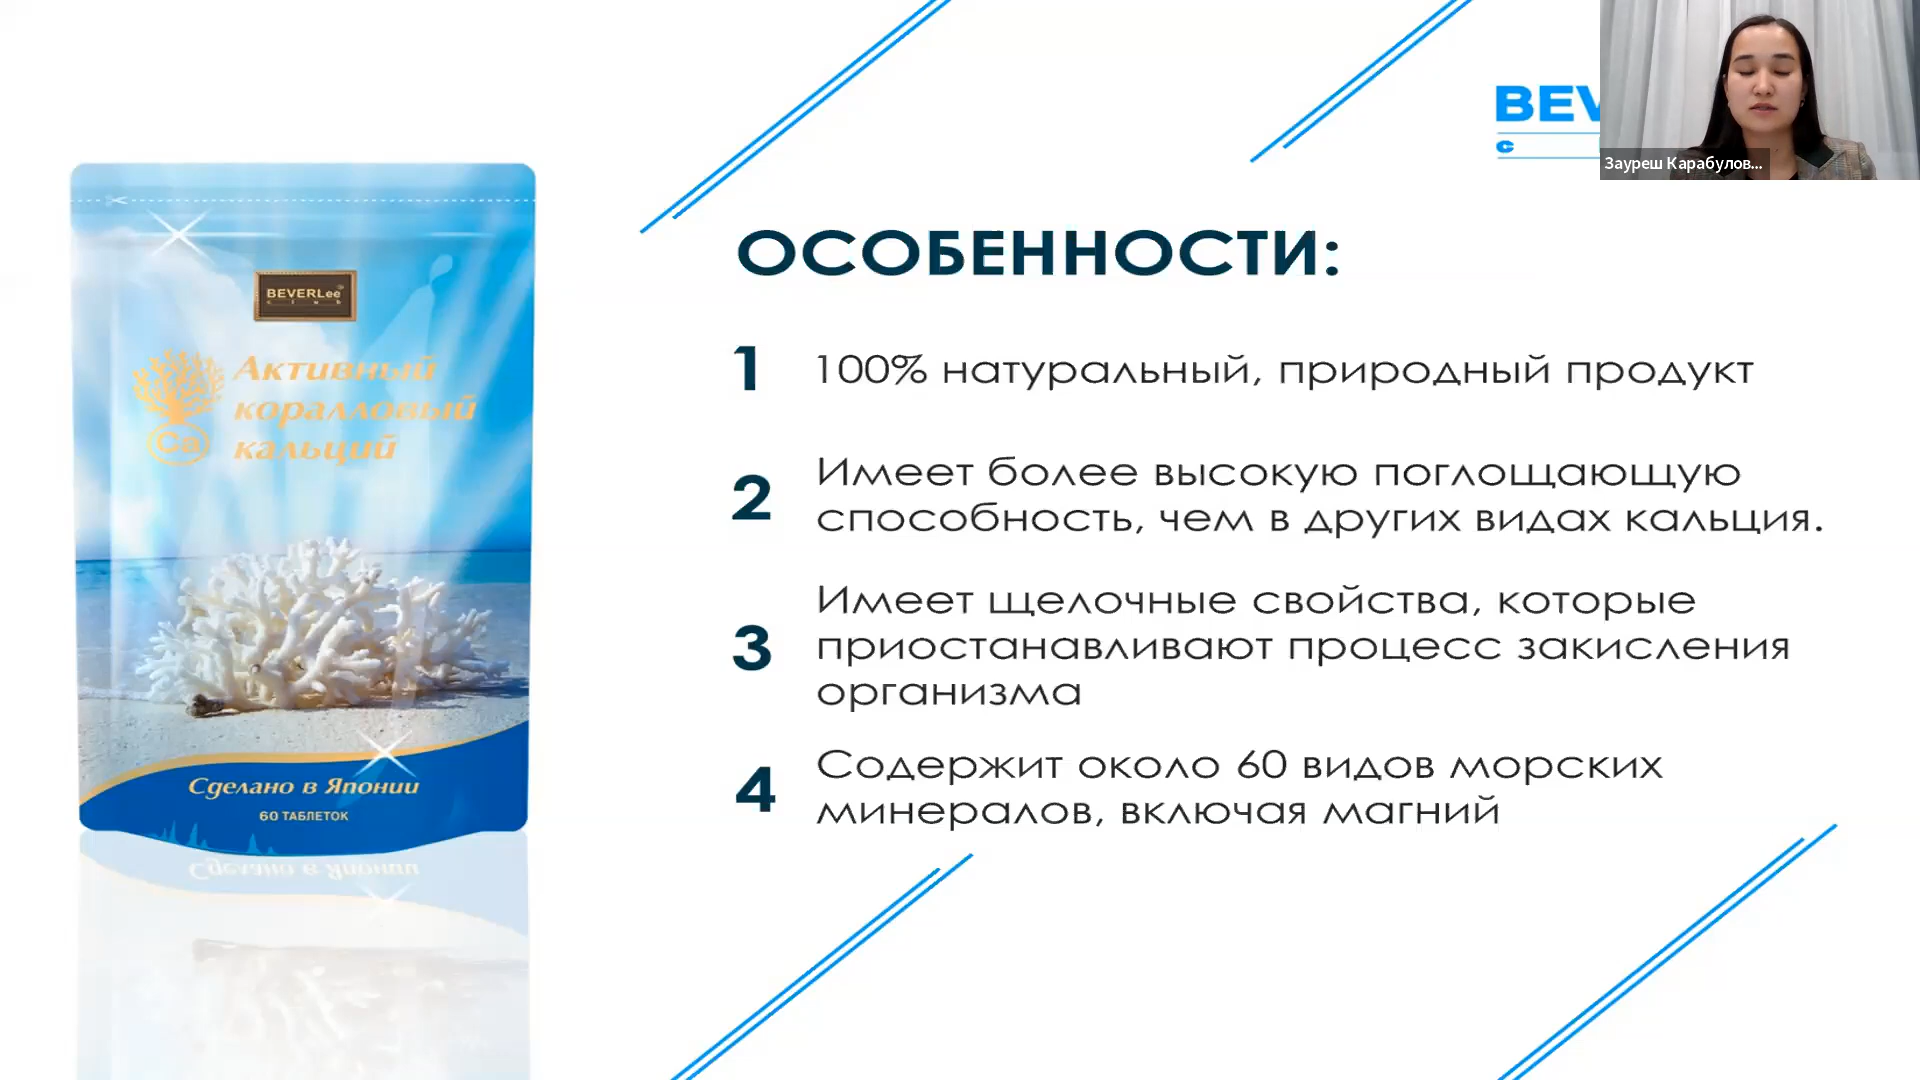 BEV
c
Зауреш Карабулов...
BEVERLee
club
Активный
коралловый
кальций
Ca
Сделано в Японии
60 ТАБЛЕТОК
ОСОБЕННОСТИ:
1 100% натуральный, природный продукт
2 Имеет более высокую поглощающую
способность, чем в других видах кальция.
3 Имеет щелочные свойства, которые
приостанавливают процесс закисления
организма
4 Содержит около 60 видов морских
минералов, включая магний